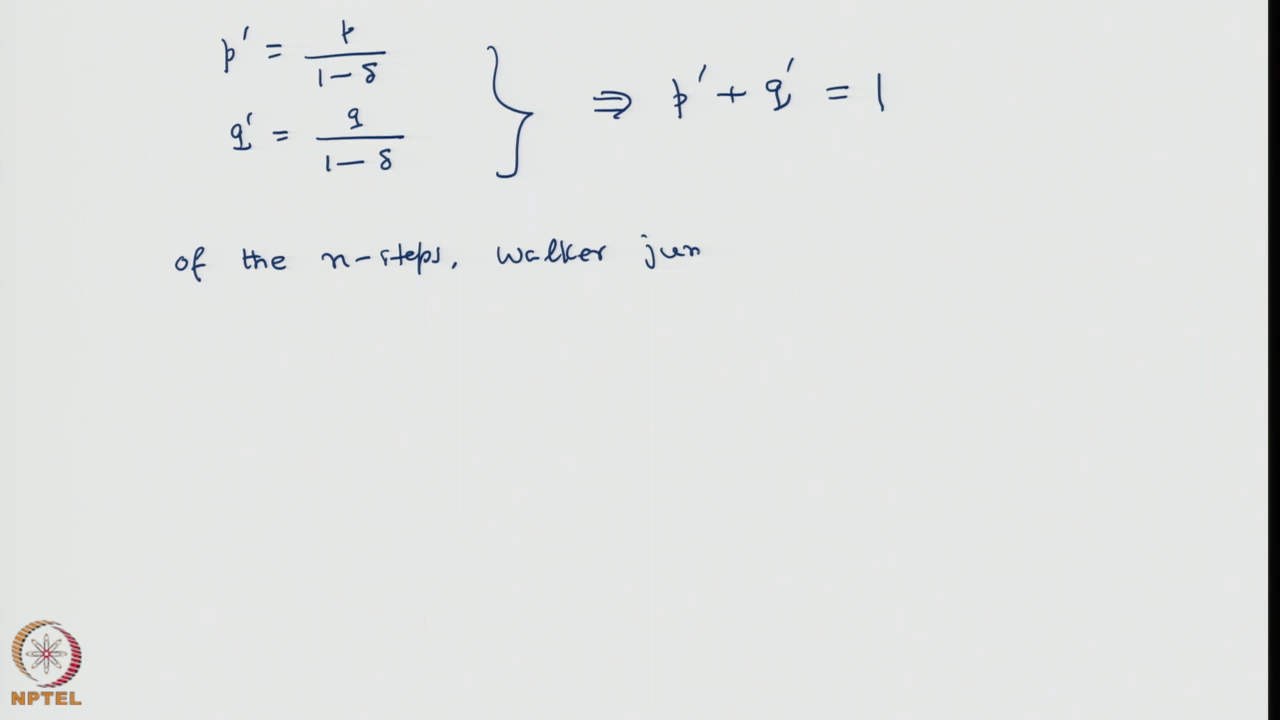 p' = p / (1 − δ)
q' = q / (1 − δ)
⇒ p' + q' = 1
of the n-steps, walker jum
NPTEL